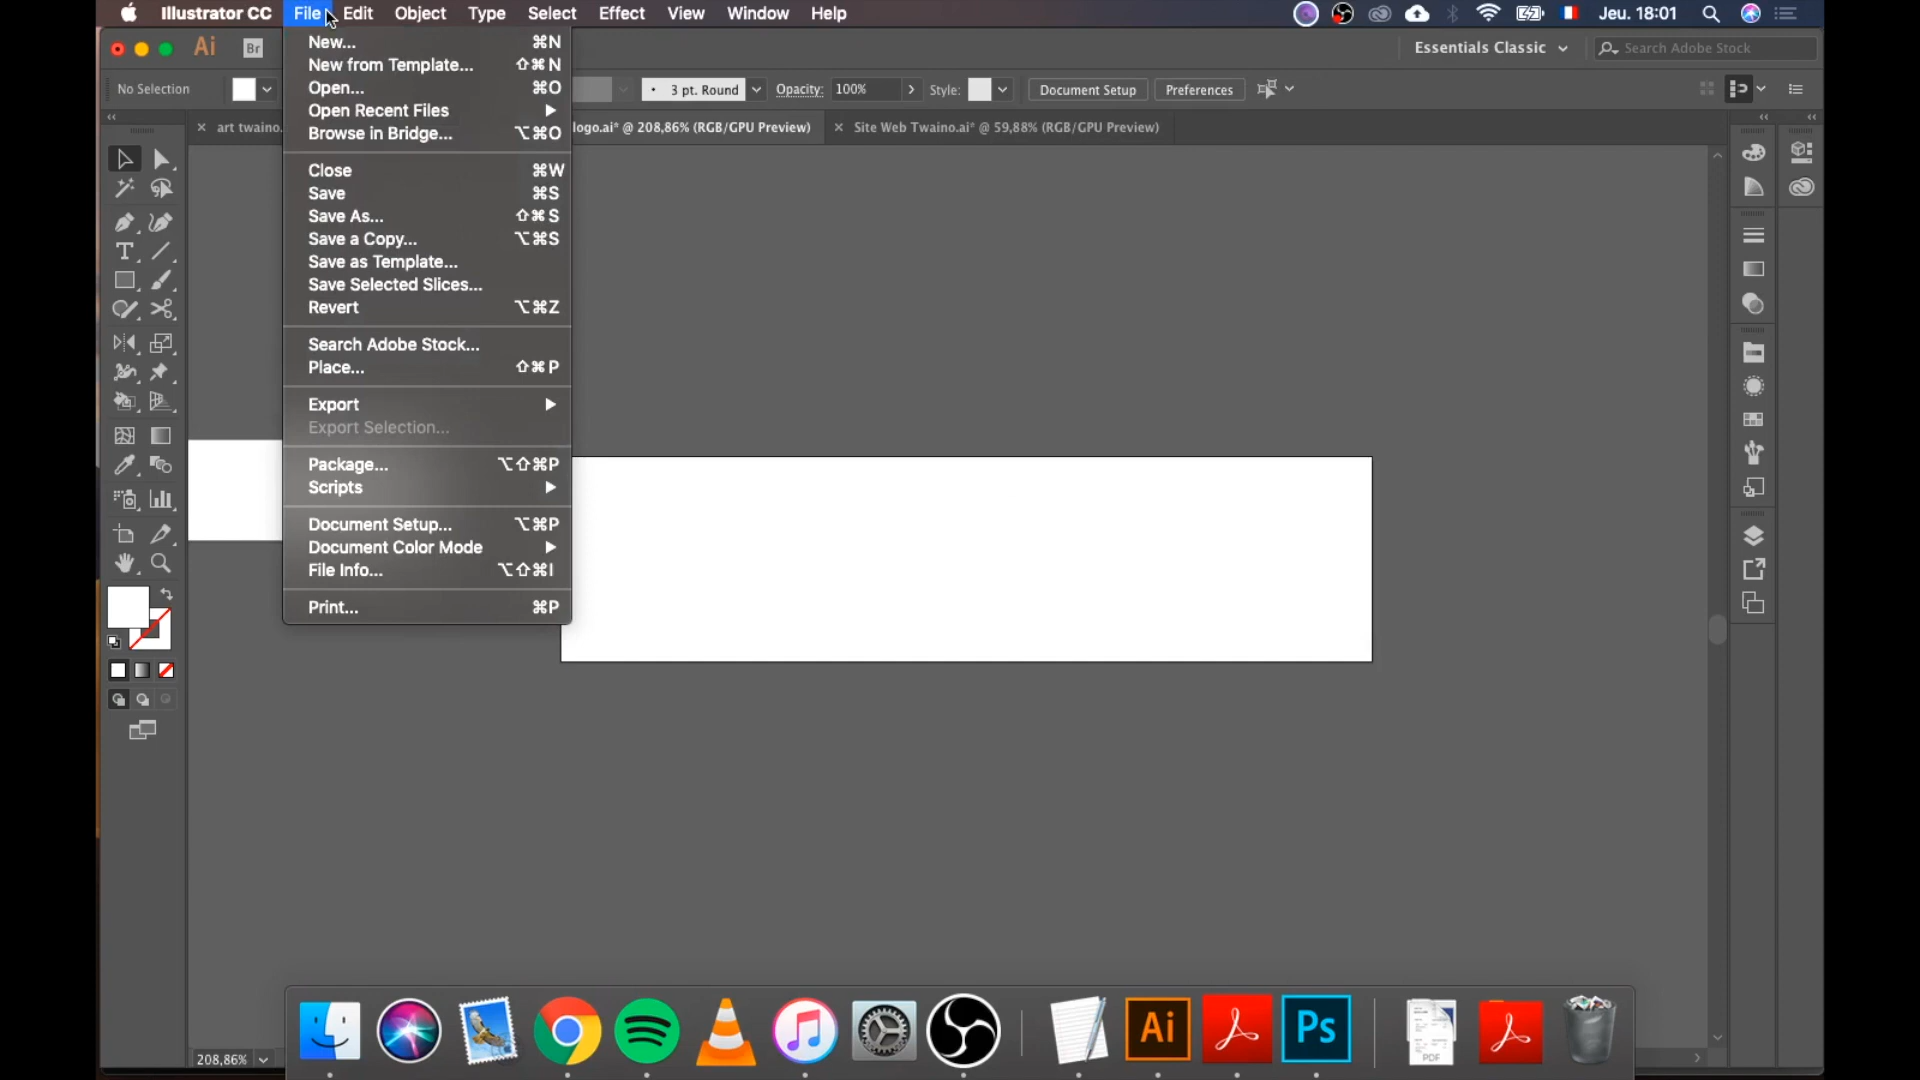 Illustrator CC File Edit Object Type Select Effect View Window Help Jeu. 18:01
Ai Br Essentials Classic Search Adobe Stock
No Selection 3 pt. Round Opacity: 100% Style: Document Setup Preferences
art twaino. logo.ai* @ 208,86% (RGB/GPU Preview) Site Web Twaino.ai* @ 59,88% (RGB/GPU Preview)
New... ⌘N
New from Template... ⇧⌘N
Open... ⌘O
Open Recent Files
Browse in Bridge... ⌥⌘O
Close ⌘W
Save ⌘S
Save As... ⇧⌘S
Save a Copy... ⌥⌘S
Save as Template...
Save Selected Slices...
Revert ⌥⌘Z
Search Adobe Stock...
Place... ⇧⌘P
Export
Export Selection...
Package... ⌥⇧⌘P
Scripts
Document Setup... ⌥⌘P
Document Color Mode
File Info... ⌥⇧⌘I
Print... ⌘P
T
208,86%
Ai Ps PDF